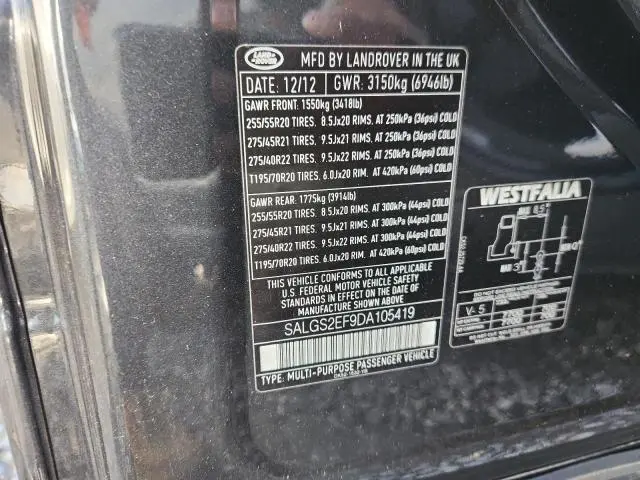 LAND ROVER
MFD BY LANDROVER IN THE UK
DATE: 12/12 GWR: 3150kg (6946lb)
GAWR FRONT: 1550kg (3418lb)
255/55R20 TIRES. 8.5Jx20 RIMS. AT 250kPa (36psi) COLD
275/45R21 TIRES. 9.5Jx21 RIMS. AT 250kPa (36psi) COLD
275/40R22 TIRES. 9.5Jx22 RIMS. AT 250kPa (36psi) COLD
T195/70R20 TIRES. 6.0Jx20 RIM. AT 420kPa (60psi) COLD
GAWR REAR: 1775kg (3914lb)
255/55R20 TIRES. 8.5Jx20 RIMS. AT 300kPa (44psi) COLD
275/45R21 TIRES. 9.5Jx21 RIMS. AT 300kPa (44psi) COLD
275/40R22 TIRES. 9.5Jx22 RIMS. AT 300kPa (44psi) COLD
T195/70R20 TIRES. 6.0Jx20 RIM. AT 420kPa (60psi) COLD
THIS VEHICLE CONFORMS TO ALL APPLICABLE
U.S. FEDERAL MOTOR VEHICLE SAFETY
STANDARDS IN EFFECT ON THE DATE OF
MANUFACTURE SHOWN ABOVE
SALGS2EF9DA105419
TYPE: MULTI-PURPOSE PASSENGER VEHICLE
WESTFALIA
V-5